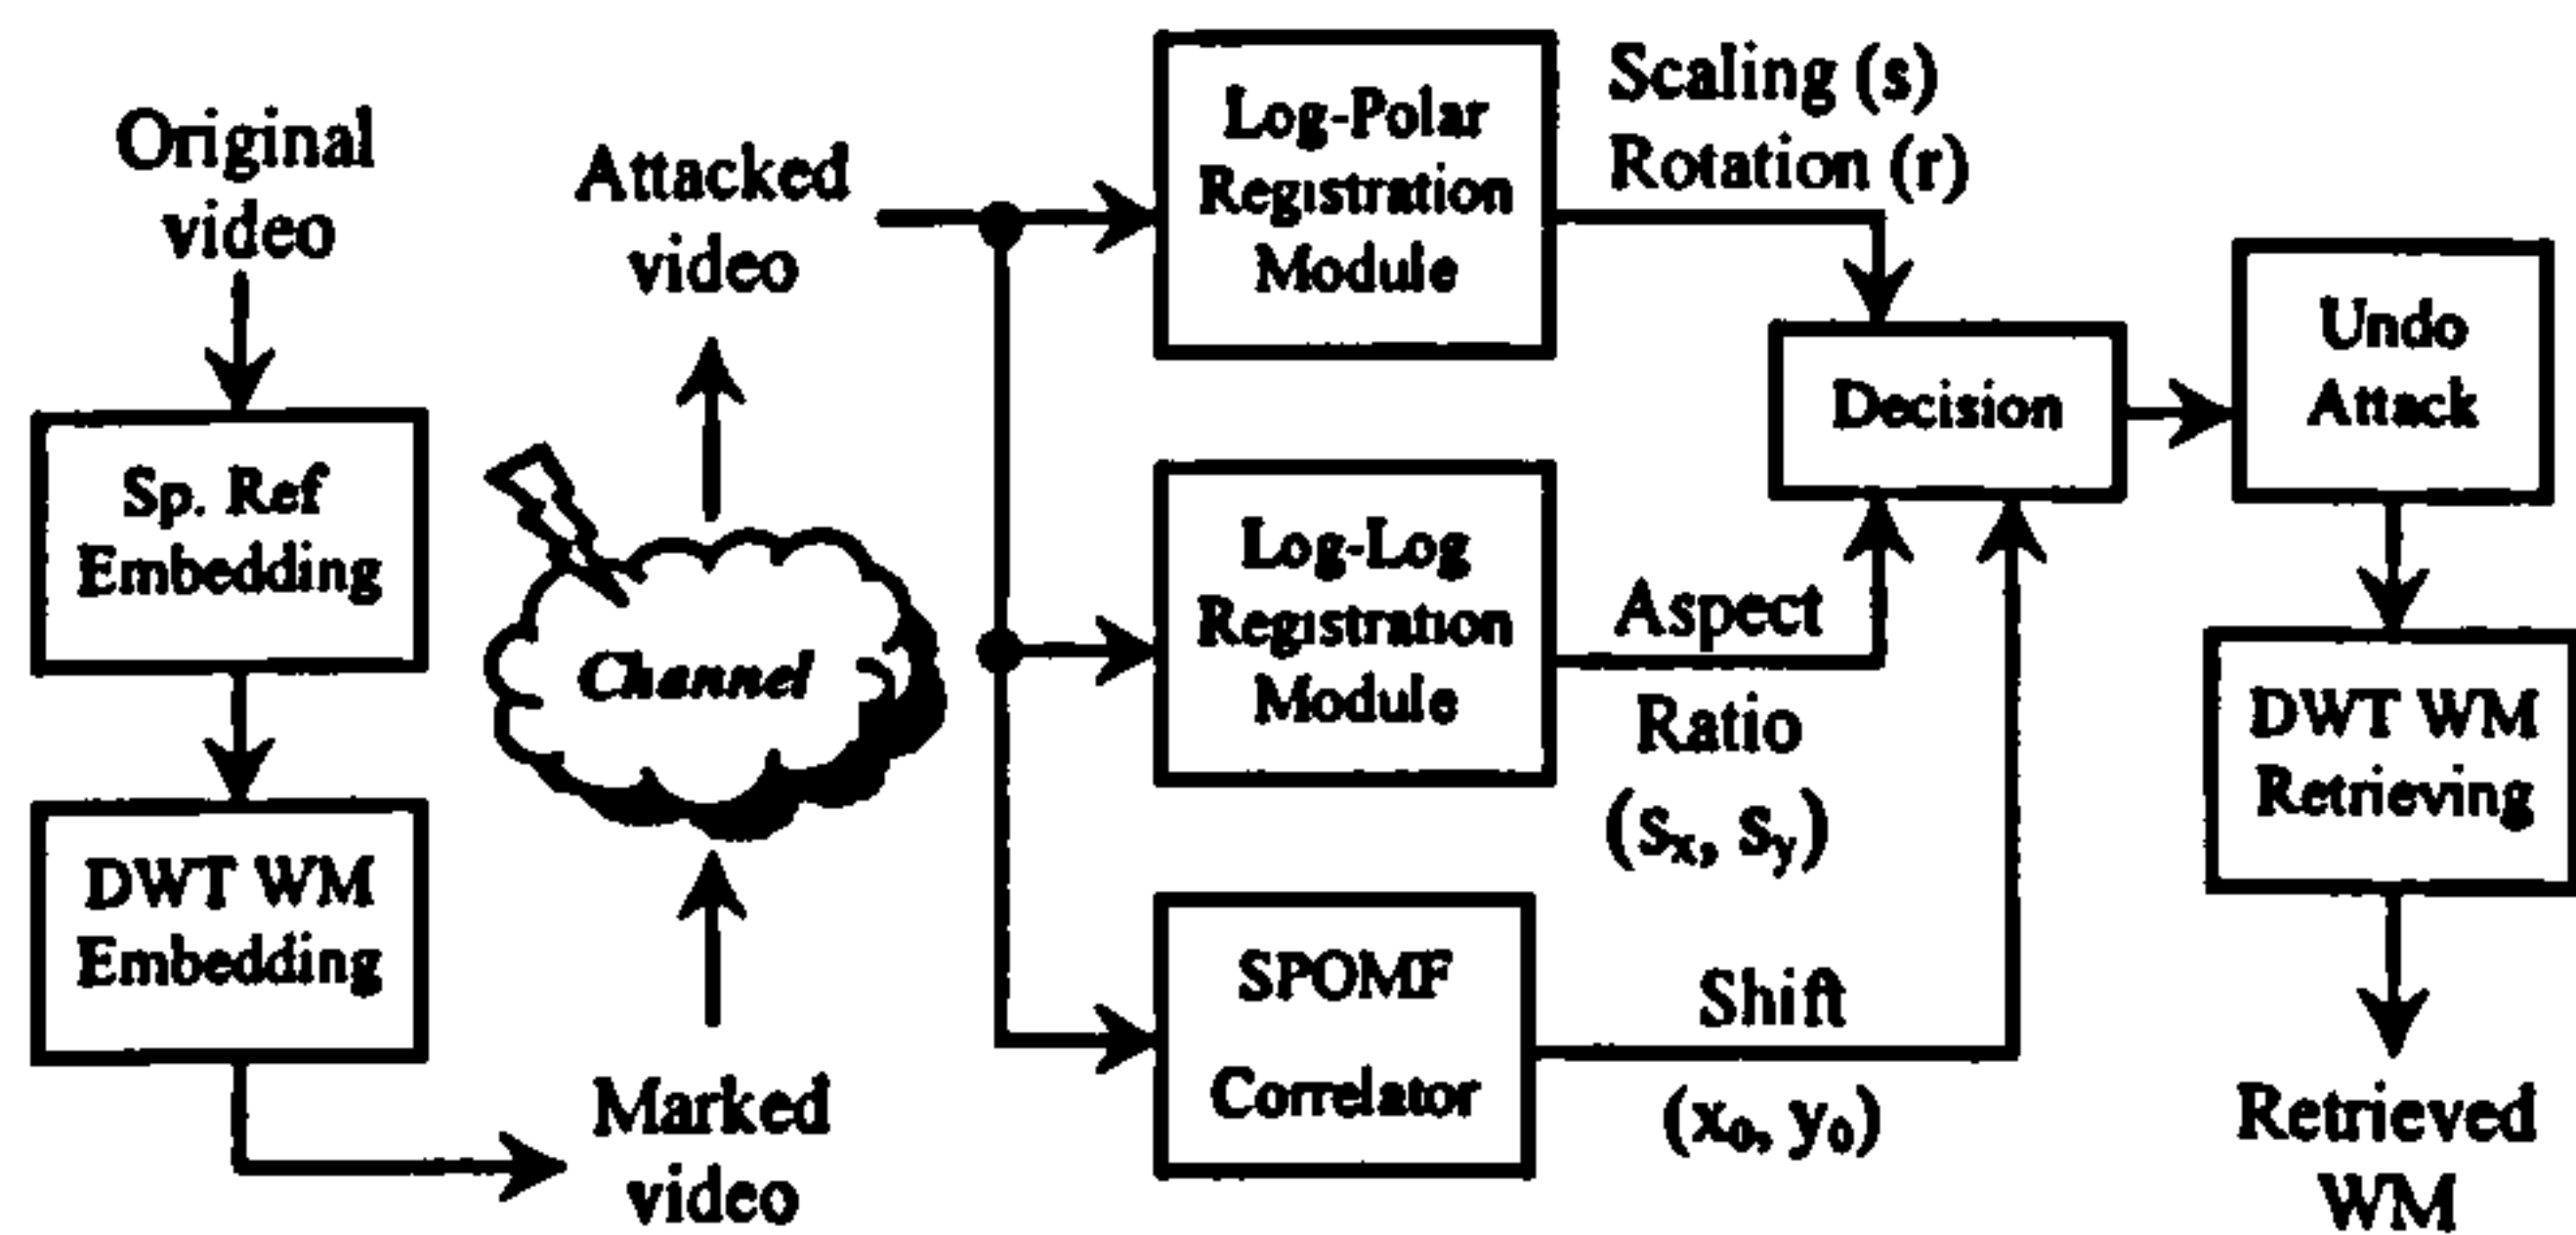 Original
video
Sp. Ref
Embedding
DWT WM
Embedding
Marked
video
Channel
Attacked
video
Log-Polar
Registration
Module
Scaling (s)
Rotation (r)
Log-Log
Registration
Module
Aspect
Ratio
(sx, sy)
SPOMF
Correlator
Shift
(x0, y0)
Decision
Undo
Attack
DWT WM
Retrieving
Retrieved
WM